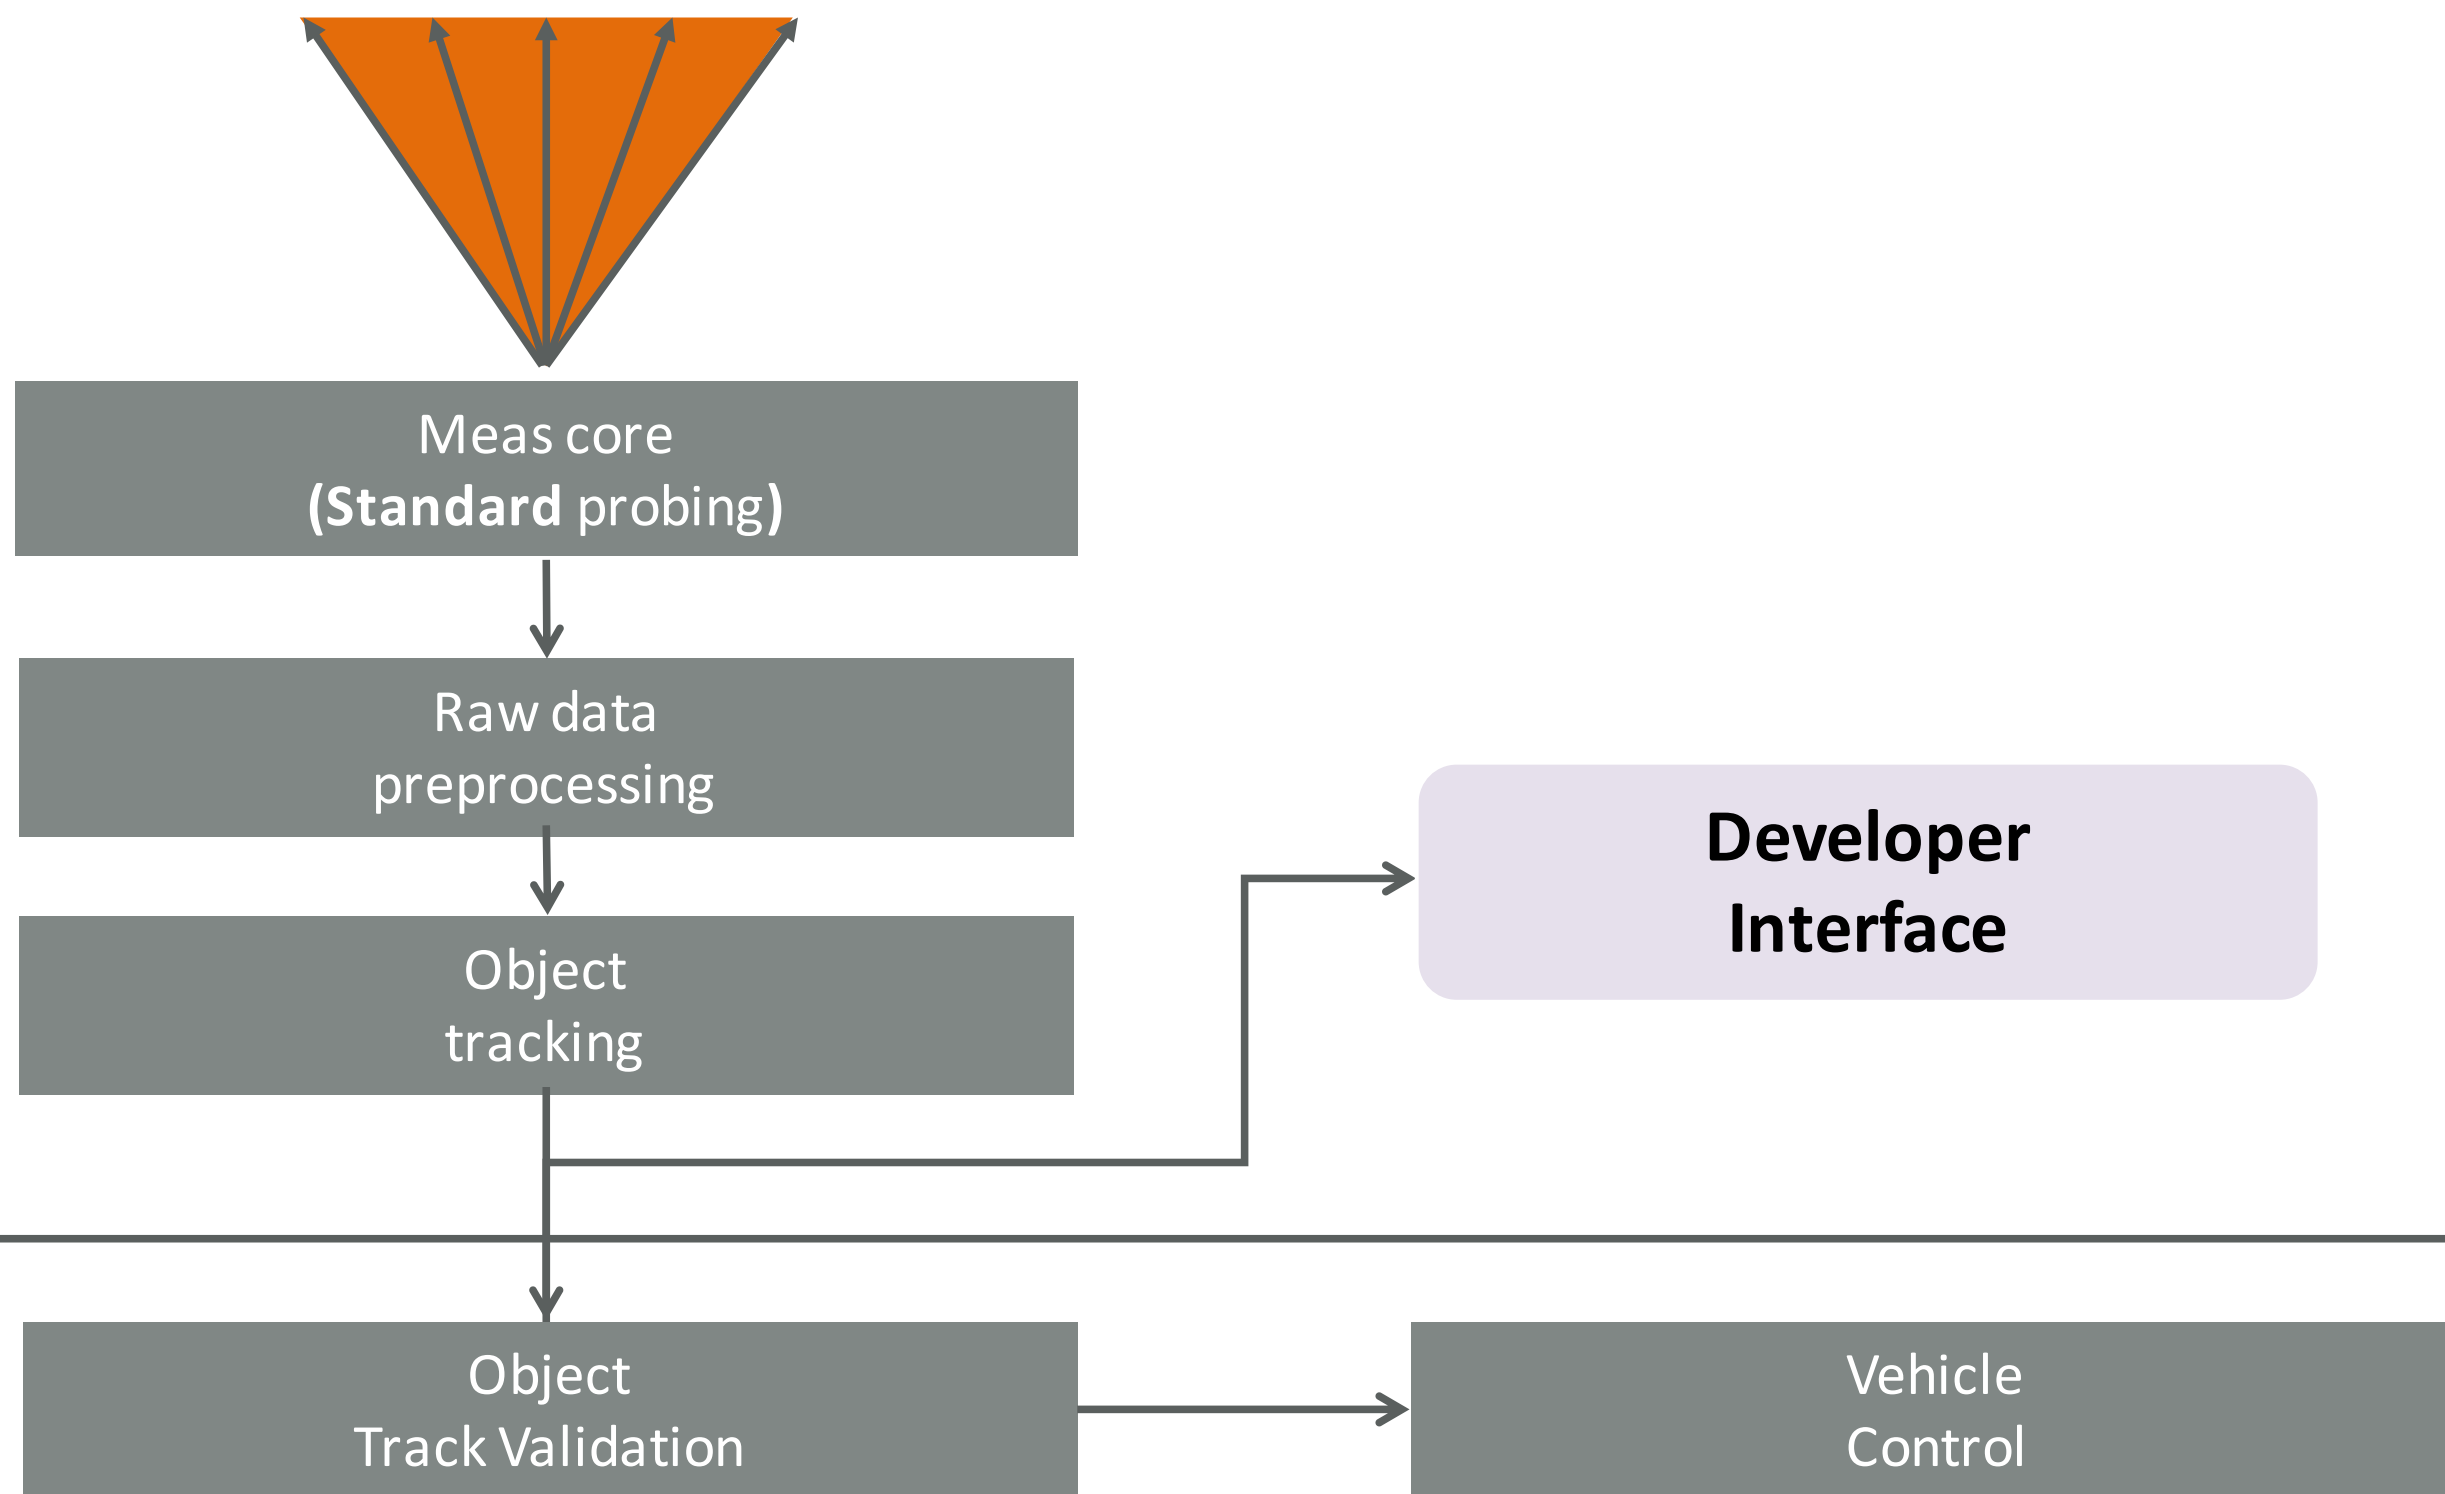 Meas core
(Standard probing)
Raw data
preprocessing
Developer
Interface
Object
tracking
Object
Track Validation
Vehicle
Control